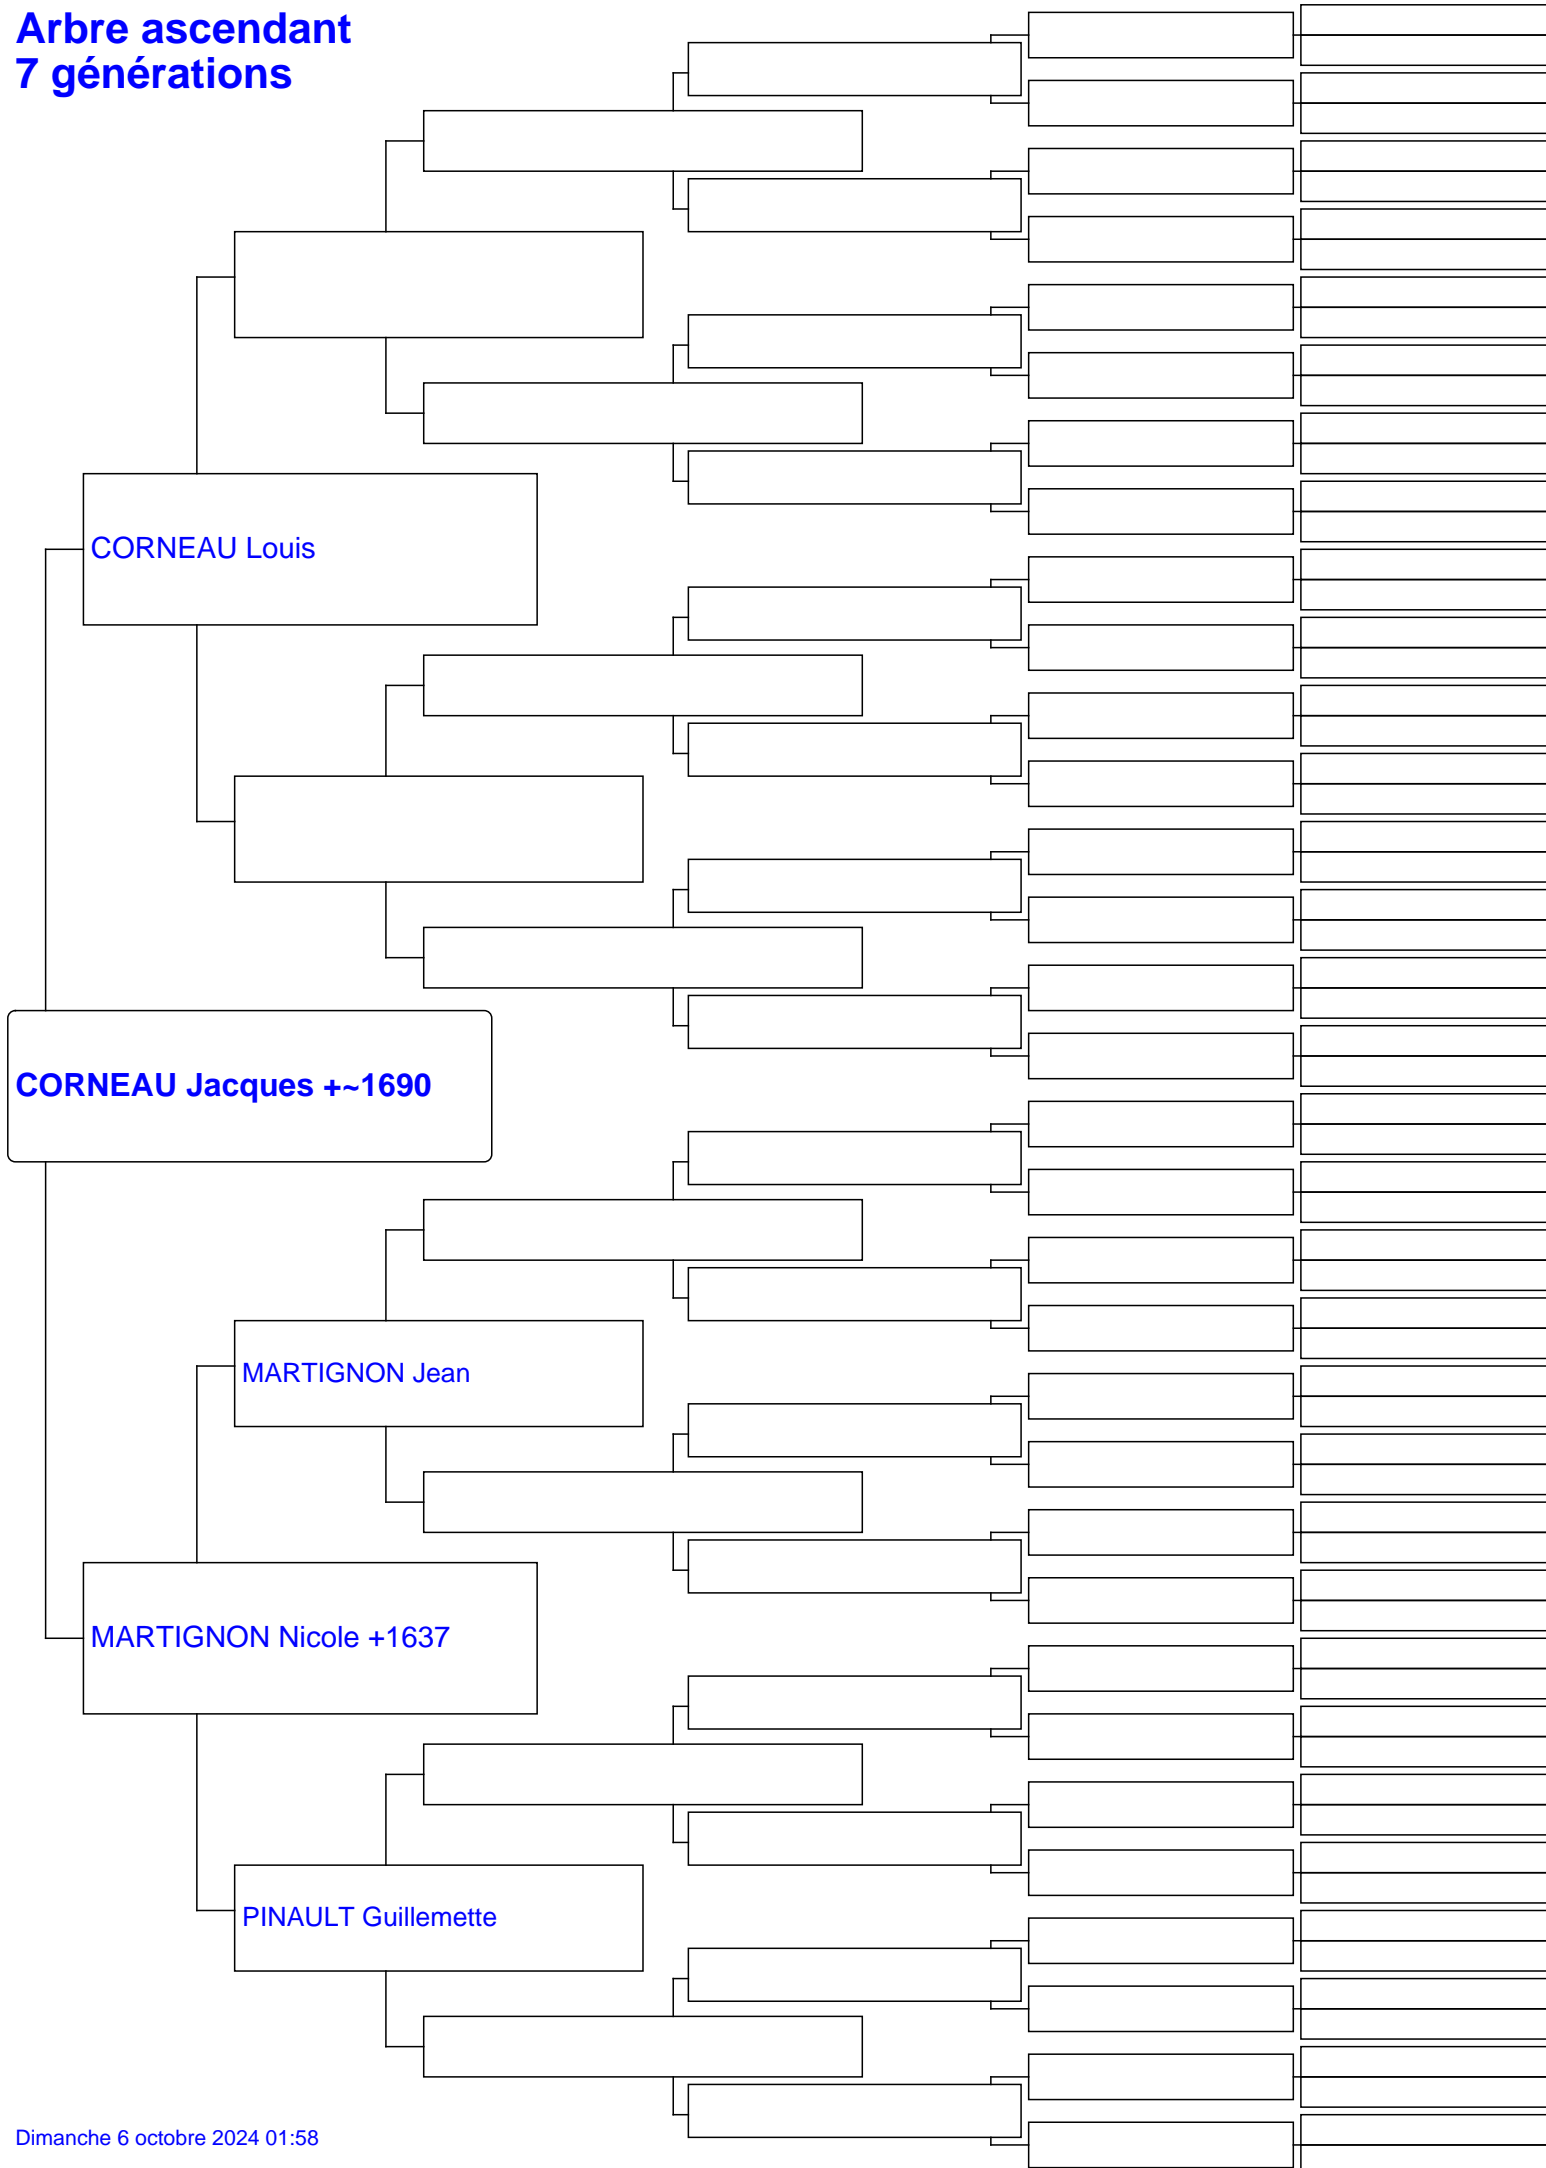 Arbre ascendant
7 générations
CORNEAU Louis
CORNEAU Jacques +~1690
MARTIGNON Jean
MARTIGNON Nicole +1637
PINAULT Guillemette
Dimanche 6 octobre 2024 01:58